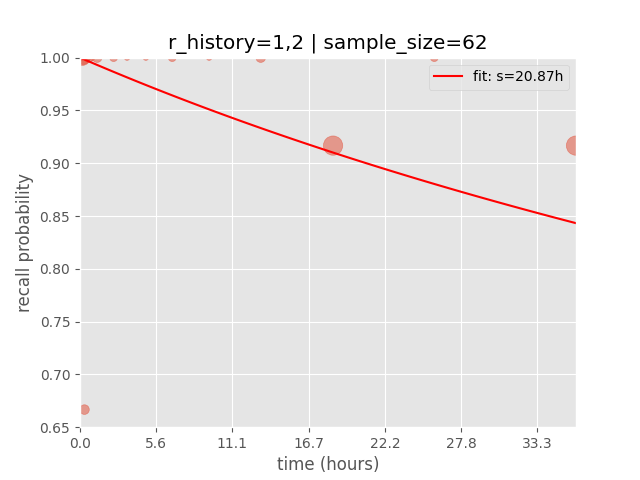 r_history=1,2 | sample_size=62
fit: s=20.87h
1.00
0.95
0.90
0.85
0.80
0.75
0.70
0.65
recall probability
0.0 5.6 11.1 16.7 22.2 27.8 33.3
time (hours)